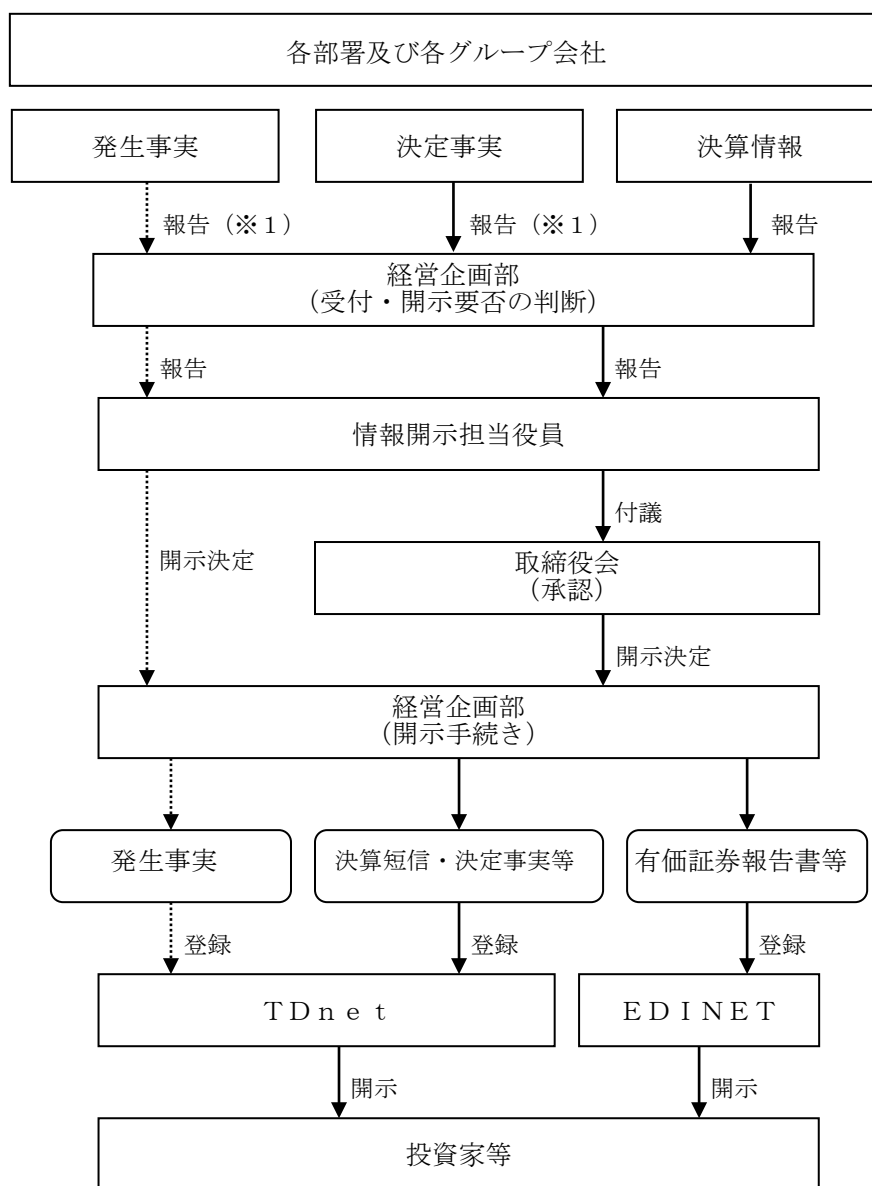 各部署及び各グループ会社
発生事実
決定事実
決算情報
報告(※1)
報告(※1)
報告
経営企画部
(受付・開示要否の判断)
報告
報告
情報開示担当役員
付議
開示決定
取締役会
(承認)
開示決定
経営企画部
(開示手続き)
発生事実
決算短信・決定事実等
有価証券報告書等
登録
登録
登録
TDnet
EDINET
開示
開示
投資家等